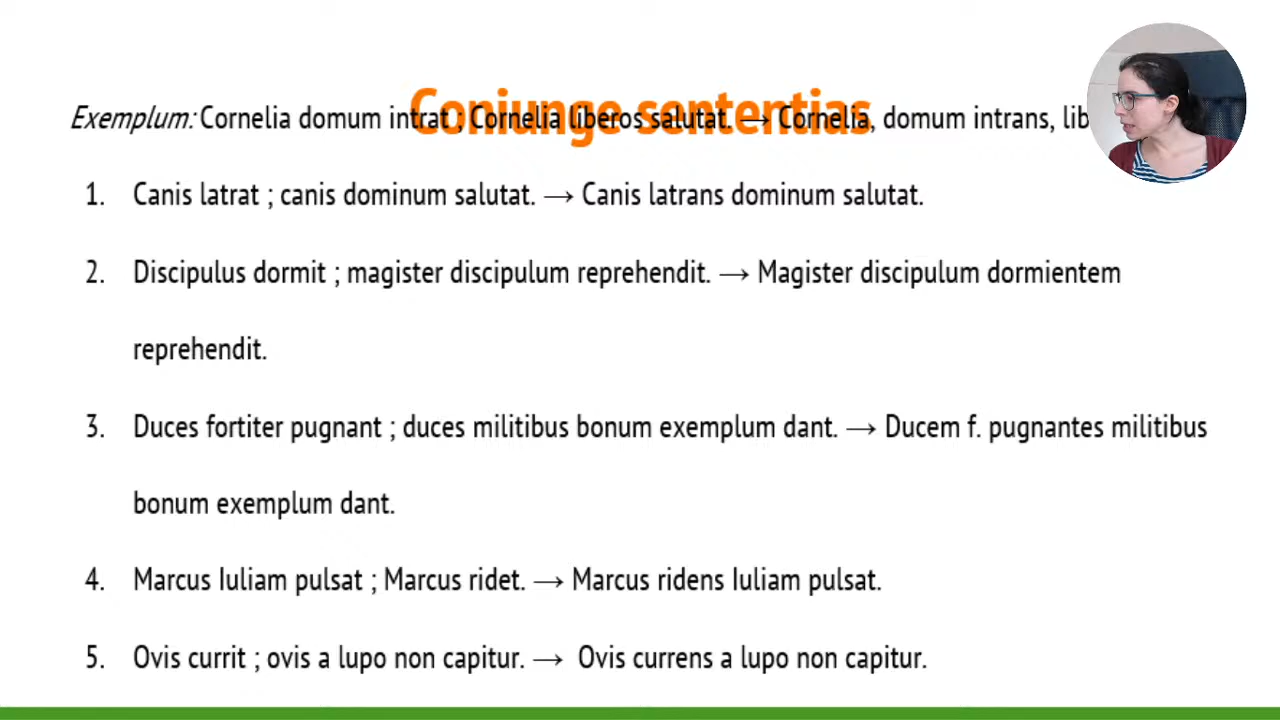 Coniunge sententias
Exemplum: Cornelia domum intrat ; Cornelia liberos salutat. → Cornelia, domum intrans, lib
1. Canis latrat ; canis dominum salutat. → Canis latrans dominum salutat.
2. Discipulus dormit ; magister discipulum reprehendit. → Magister discipulum dormientem
reprehendit.
3. Duces fortiter pugnant ; duces militibus bonum exemplum dant. → Ducem f. pugnantes militibus
bonum exemplum dant.
4. Marcus Iuliam pulsat ; Marcus ridet. → Marcus ridens Iuliam pulsat.
5. Ovis currit ; ovis a lupo non capitur. → Ovis currens a lupo non capitur.